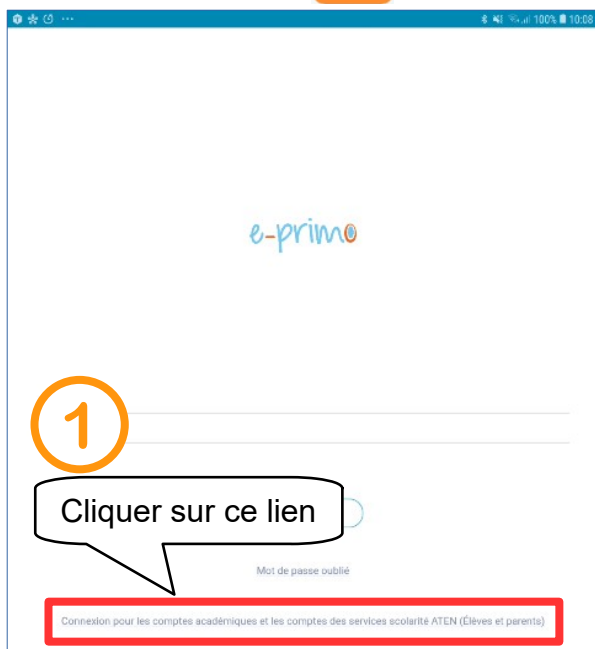 100% 10:08
e-primo
1
Cliquer sur ce lien
Mot de passe oublié
Connexion pour les comptes académiques et les comptes des services scolarité ATEN (Élèves et parents)